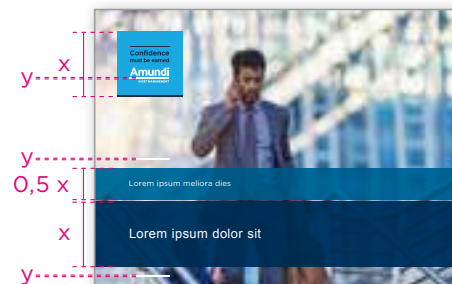 x
Confidence
must be earned
y
Amundi
ASSET MANAGEMENT
y
0,5 x
Lorem ipsum meliora dies
x
Lorem ipsum dolor sit
y